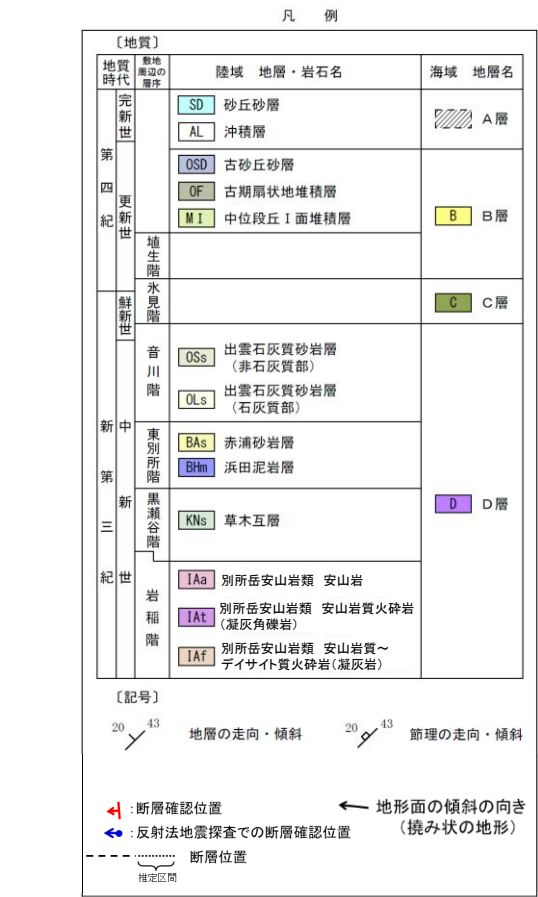 凡 例
〔地質〕
地質時代
敷地周辺の層序
陸域 地層・岩石名
海域 地層名
第四紀
完新世
SD 砂丘砂層
AL 沖積層
A層
更新世
OSD 古砂丘砂層
OF 古期扇状地堆積層
MⅠ 中位段丘Ⅰ面堆積層
B B層
埴生階
新第三紀
鮮新世
氷見階
C C層
中新世
音川階
OSs 出雲石灰質砂岩層
(非石灰質部)
OLs 出雲石灰質砂岩層
(石灰質部)
東別所階
BAs 赤浦砂岩層
BHm 浜田泥岩層
黒瀬谷階
KNs 草木互層
D D層
岩稲階
IAa 別所岳安山岩類 安山岩
IAt 別所岳安山岩類 安山岩質火砕岩
(凝灰角礫岩)
IAf 別所岳安山岩類 安山岩質～
デイサイト質火砕岩(凝灰岩)
〔記号〕
20 43 地層の走向・傾斜
20 43 節理の走向・傾斜
:断層確認位置
地形面の傾斜の向き
(撓み状の地形)
:反射法地震探査での断層確認位置
断層位置
推定区間